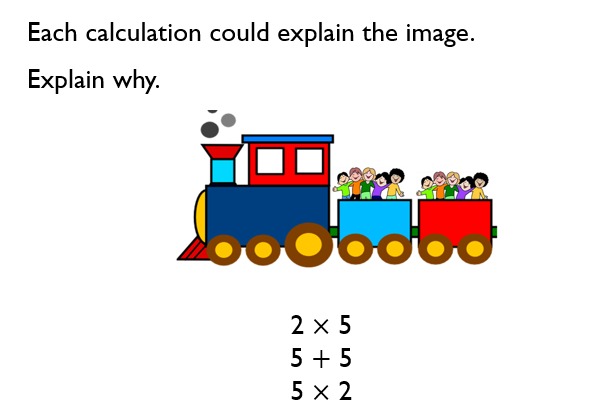 Each calculation could explain the image.
Explain why.
2 × 5
5 + 5
5 × 2